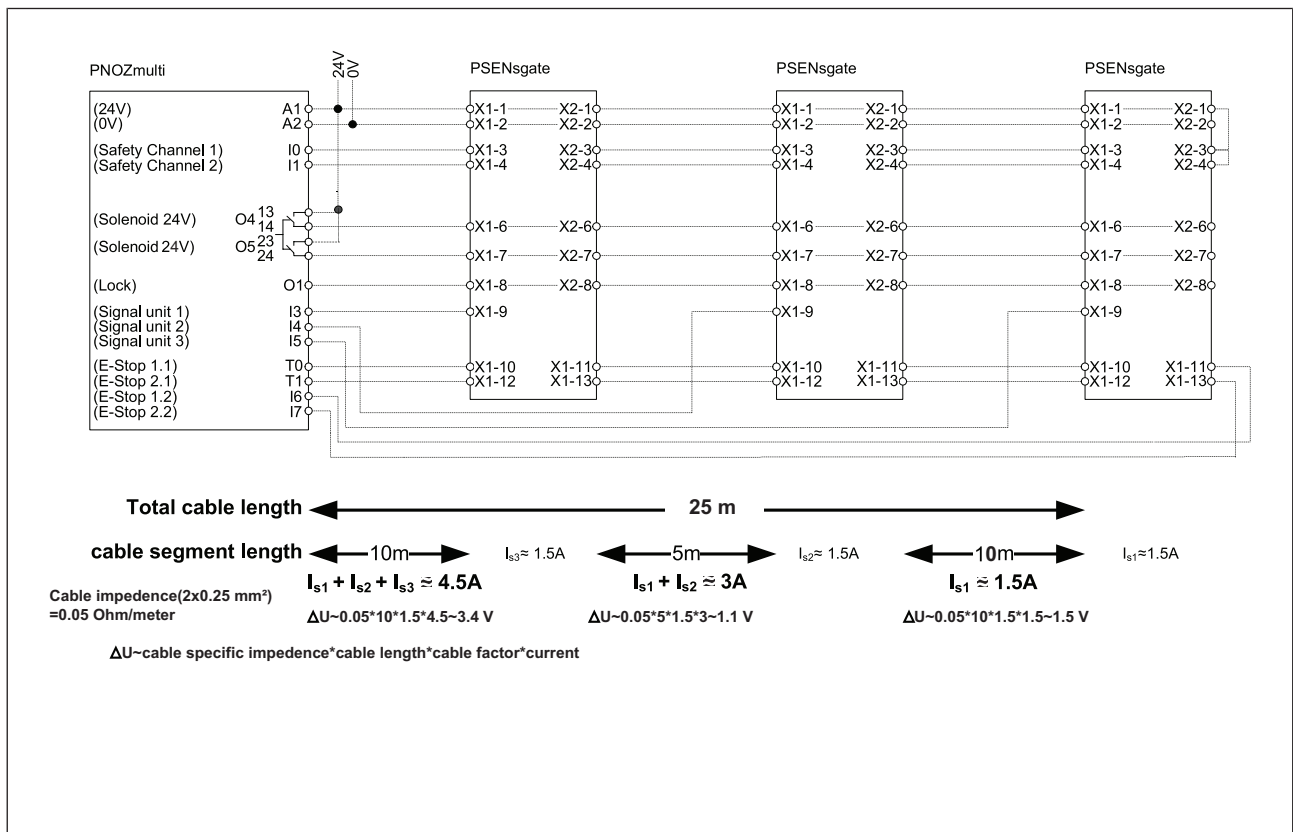 24V
0V
PNOZmulti
PSENsgate
PSENsgate
PSENsgate
(24V) A1 X1-1 X2-1 X1-1 X2-1 X1-1 X2-1
(0V) A2 X1-2 X2-2 X1-2 X2-2 X1-2 X2-2
(Safety Channel 1) I0 X1-3 X2-3 X1-3 X2-3 X1-3 X2-3
(Safety Channel 2) I1 X1-4 X2-4 X1-4 X2-4 X1-4 X2-4
13
(Solenoid 24V) O4 14 X1-6 X2-6 X1-6 X2-6 X1-6 X2-6
23
(Solenoid 24V) O5 24 X1-7 X2-7 X1-7 X2-7 X1-7 X2-7
(Lock) O1 X1-8 X2-8 X1-8 X2-8 X1-8 X2-8
(Signal unit 1) I3 X1-9 X1-9 X1-9
(Signal unit 2) I4
(Signal unit 3) I5
(E-Stop 1.1) T0 X1-10 X1-11 X1-10 X1-11 X1-10 X1-11
(E-Stop 2.1) T1 X1-12 X1-13 X1-12 X1-13 X1-12 X1-13
(E-Stop 1.2) I6
(E-Stop 2.2) I7
Total cable length 25 m
cable segment length 10m Is3≈ 1.5A 5m Is2≈ 1.5A 10m Is1≈1.5A
Is1 + Is2 + Is3 ≈ 4.5A Is1 + Is2 ≈ 3A Is1 ≈ 1.5A
Cable impedence(2x0.25 mm²)
=0.05 Ohm/meter ΔU~0.05*10*1.5*4.5~3.4 V ΔU~0.05*5*1.5*3~1.1 V ΔU~0.05*10*1.5*1.5~1.5 V
ΔU~cable specific impedence*cable length*cable factor*current